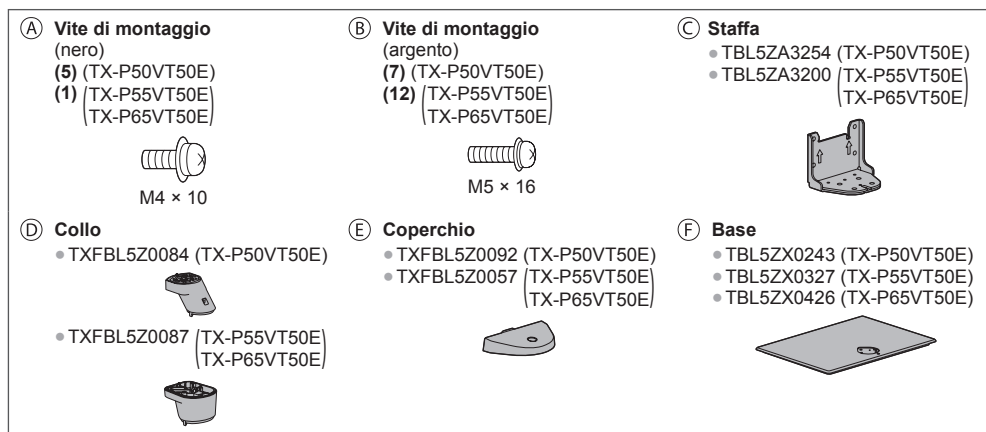 Ⓐ Vite di montaggio
(nero)
(5) (TX-P50VT50E)
(1) (TX-P55VT50E
TX-P65VT50E)
M4 × 10
Ⓑ Vite di montaggio
(argento)
(7) (TX-P50VT50E)
(12) (TX-P55VT50E
TX-P65VT50E)
M5 × 16
Ⓒ Staffa
• TBL5ZA3254 (TX-P50VT50E)
• TBL5ZA3200 (TX-P55VT50E
TX-P65VT50E)
Ⓓ Collo
• TXFBL5Z0084 (TX-P50VT50E)
• TXFBL5Z0087 (TX-P55VT50E
TX-P65VT50E)
Ⓔ Coperchio
• TXFBL5Z0092 (TX-P50VT50E)
• TXFBL5Z0057 (TX-P55VT50E
TX-P65VT50E)
Ⓕ Base
• TBL5ZX0243 (TX-P50VT50E)
• TBL5ZX0327 (TX-P55VT50E)
• TBL5ZX0426 (TX-P65VT50E)